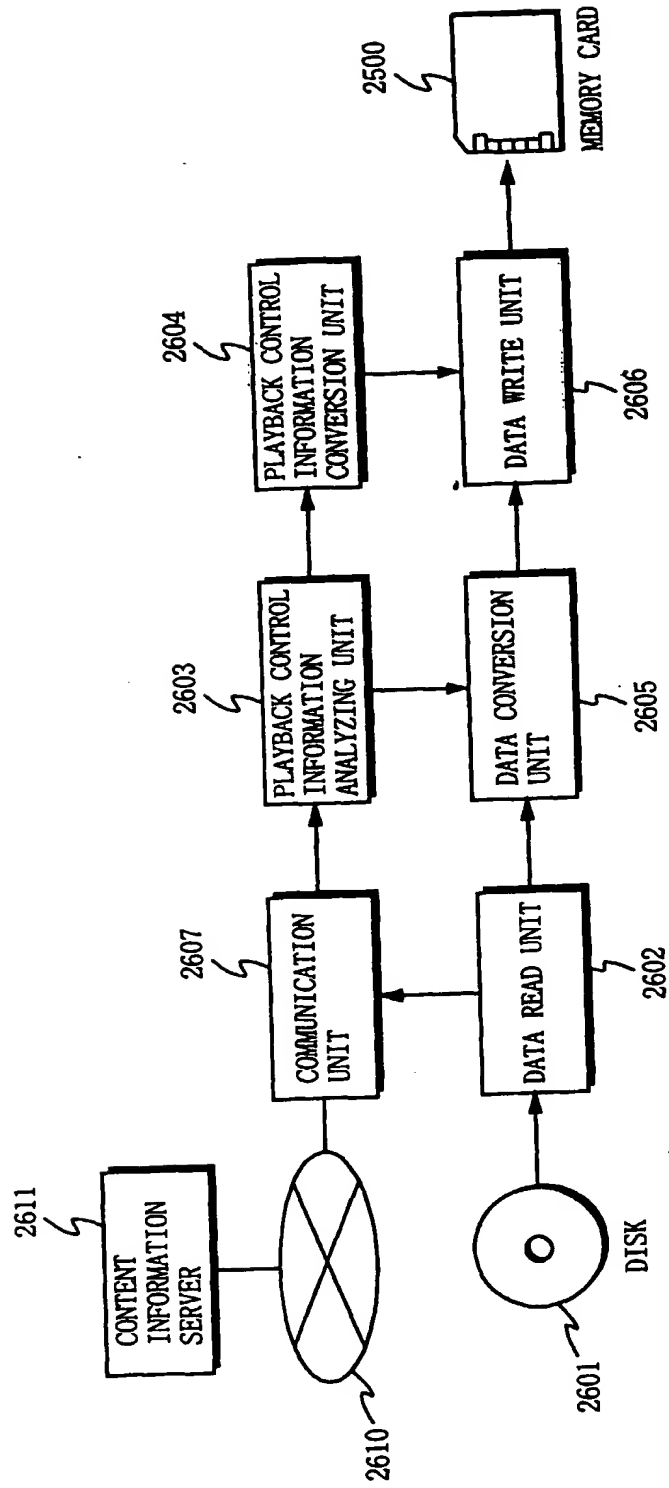 2611
CONTENT
INFORMATION
SERVER
2610
2607
COMMUNICATION
UNIT
2603
PLAYBACK CONTROL
INFORMATION
ANALYZING UNIT
2604
PLAYBACK CONTROL
INFORMATION
CONVERSION UNIT
2500
MEMORY CARD
2601
DISK
DATA READ UNIT
2602
DATA CONVERSION
UNIT
2605
DATA WRITE UNIT
2606